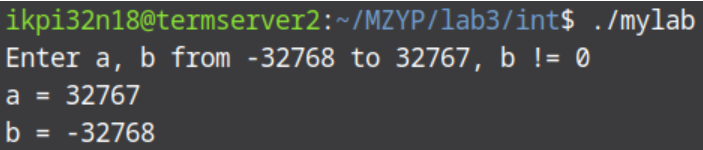 ikpi32n18@termserver2:~/MZYP/lab3/int$ ./mylab
Enter a, b from -32768 to 32767, b != 0
a = 32767
b = -32768